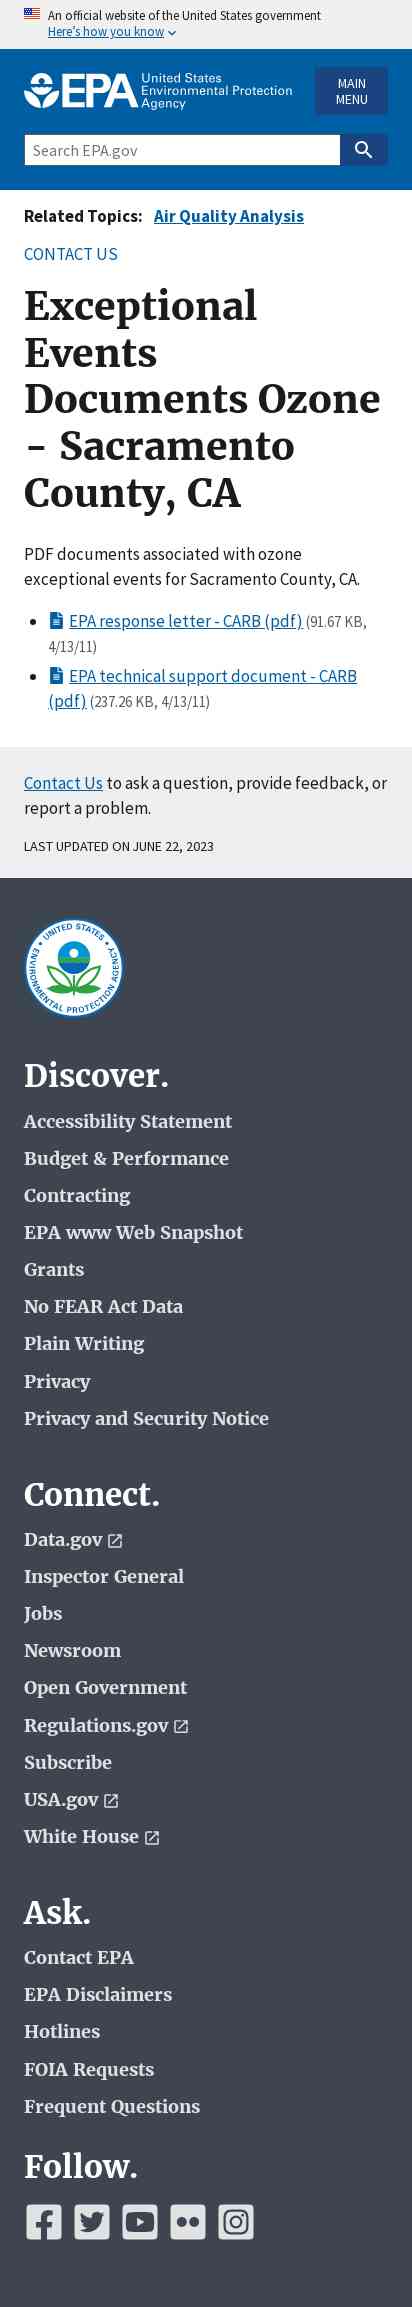 An official website of the United States government
Here's how you know
EPA United States
Environmental Protection
Agency
MAIN
MENU
Search EPA.gov
Related Topics: Air Quality Analysis
CONTACT US
Exceptional
Events
Documents Ozone
- Sacramento
County, CA
PDF documents associated with ozone
exceptional events for Sacramento County, CA.
EPA response letter - CARB (pdf) (91.67 KB,
4/13/11)
EPA technical support document - CARB
(pdf) (237.26 KB, 4/13/11)
Contact Us to ask a question, provide feedback, or
report a problem.
LAST UPDATED ON JUNE 22, 2023
UNITED STATES
ENVIRONMENTAL PROTECTION AGENCY
Discover.
Accessibility Statement
Budget & Performance
Contracting
EPA www Web Snapshot
Grants
No FEAR Act Data
Plain Writing
Privacy
Privacy and Security Notice
Connect.
Data.gov
Inspector General
Jobs
Newsroom
Open Government
Regulations.gov
Subscribe
USA.gov
White House
Ask.
Contact EPA
EPA Disclaimers
Hotlines
FOIA Requests
Frequent Questions
Follow.